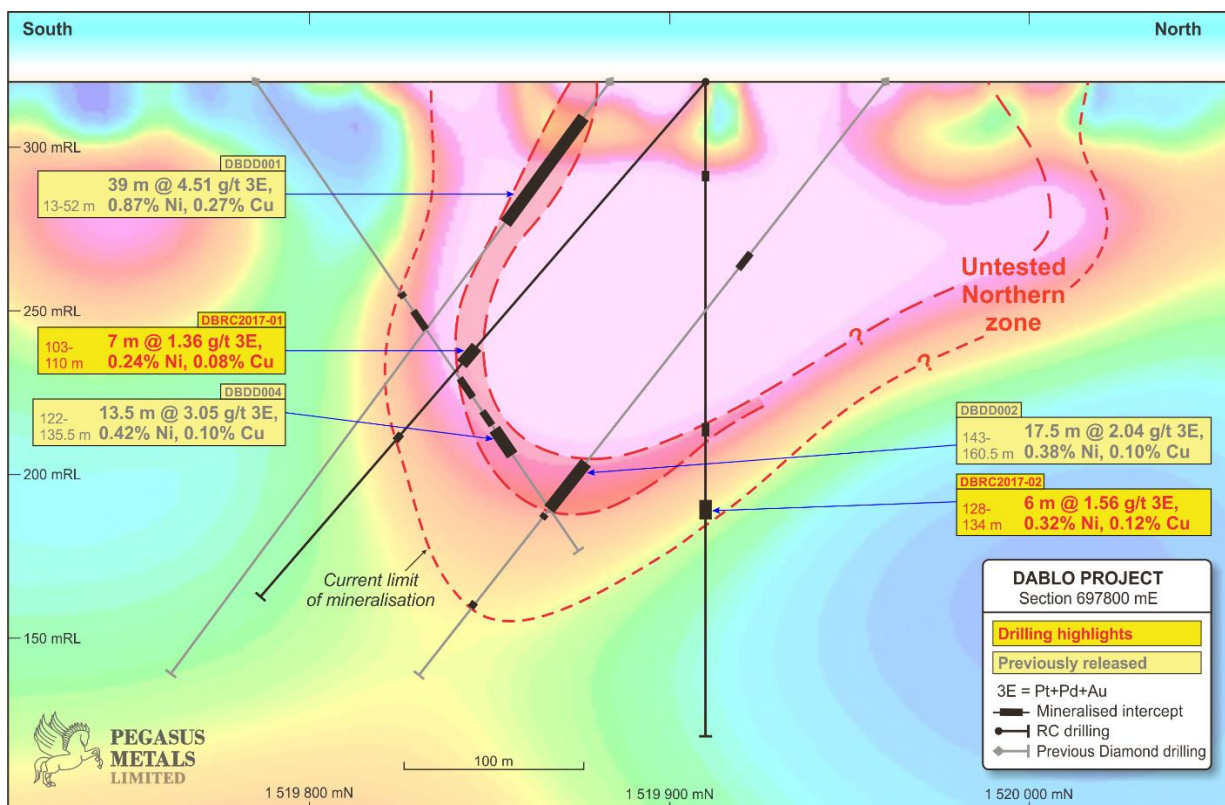 South
North
300 mRL
250 mRL
200 mRL
150 mRL
DBDD001
39 m @ 4.51 g/t 3E,
13-52 m 0.87% Ni, 0.27% Cu
DBRC2017-01
103-110 m 7 m @ 1.36 g/t 3E,
0.24% Ni, 0.08% Cu
DBDD004
122-135.5 m 13.5 m @ 3.05 g/t 3E,
0.42% Ni, 0.10% Cu
Untested
Northern
zone
?
?
DBDD002
143-160.5 m 17.5 m @ 2.04 g/t 3E,
0.38% Ni, 0.10% Cu
DBRC2017-02
128-134 m 6 m @ 1.56 g/t 3E,
0.32% Ni, 0.12% Cu
Current limit
of mineralisation
DABLO PROJECT
Section 697800 mE
Drilling highlights
Previously released
3E = Pt+Pd+Au
Mineralised intercept
RC drilling
Previous Diamond drilling
PEGASUS
METALS
LIMITED
100 m
1 519 800 mN
1 519 900 mN
1 520 000 mN